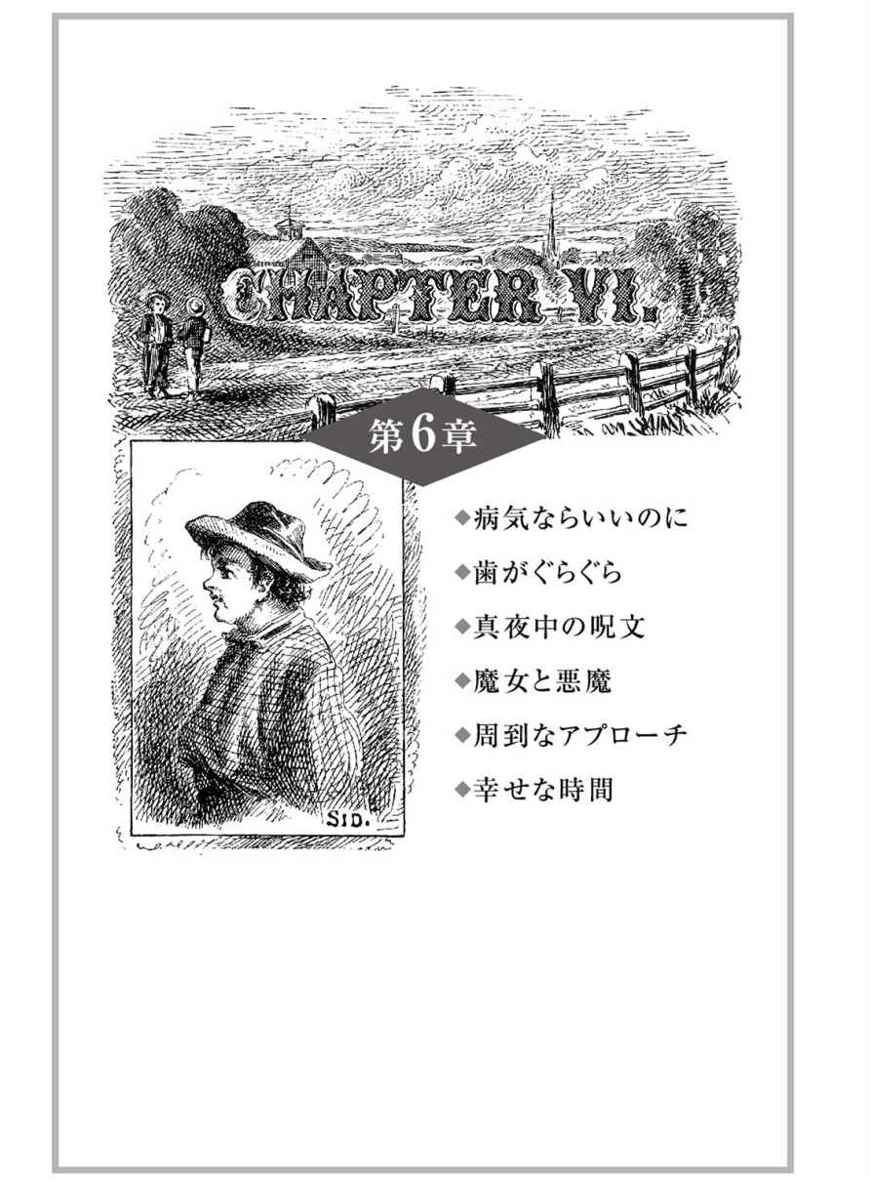 CHAPTER VI.
第6章
◆病気ならいいのに
◆歯がぐらぐら
◆真夜中の呪文
◆魔女と悪魔
◆周到なアプローチ
◆幸せな時間
SID.